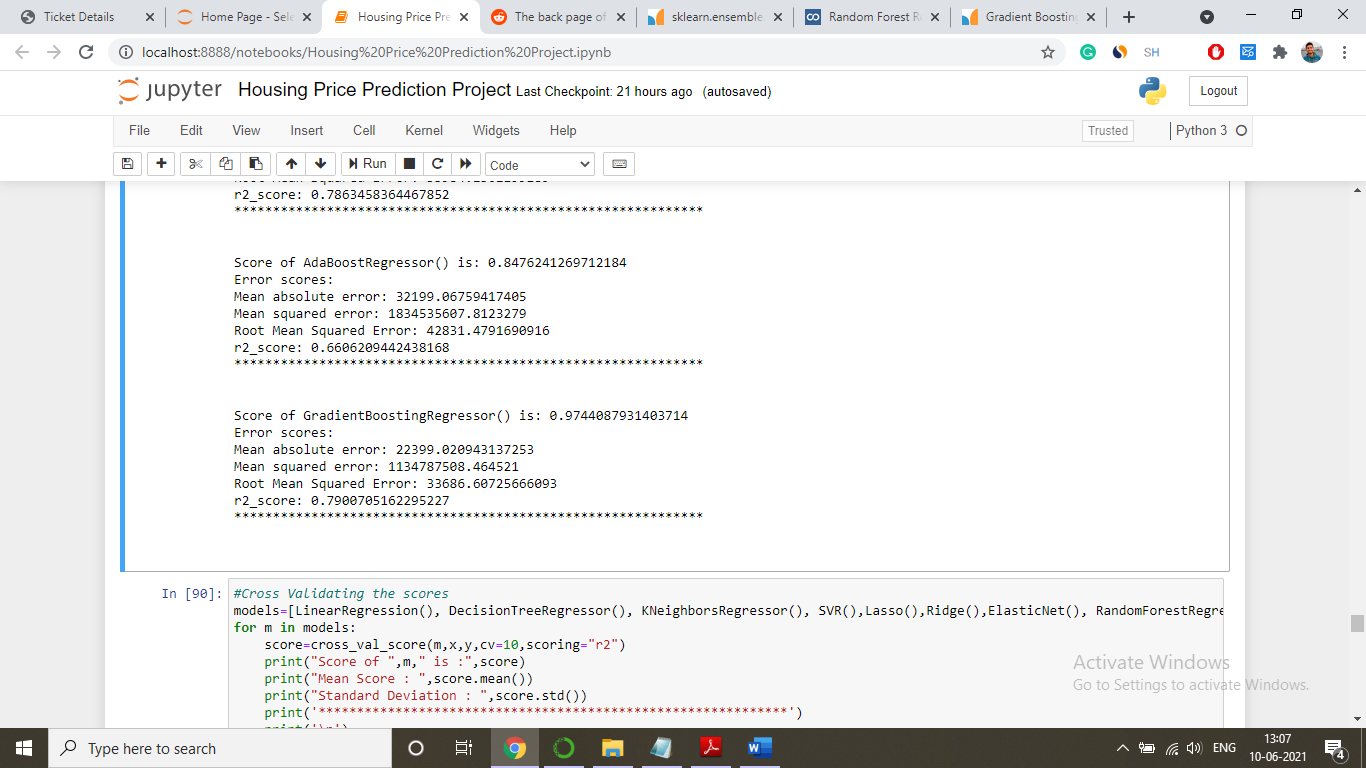 Ticket Details
Home Page - Sele
Housing Price Pre
The back page of
sklearn.ensemble
Random Forest R
Gradient Boosting
localhost:8888/notebooks/Housing%20Price%20Prediction%20Project.ipynb
SH
jupyter Housing Price Prediction Project Last Checkpoint: 21 hours ago (autosaved)
Logout
File Edit View Insert Cell Kernel Widgets Help
Trusted
Python 3
Run
Code
r2_score: 0.7863458364467852
*************************************************************
Score of AdaBoostRegressor() is: 0.8476241269712184
Error scores:
Mean absolute error: 32199.06759417405
Mean squared error: 1834535607.8123279
Root Mean Squared Error: 42831.4791690916
r2_score: 0.6606209442438168
*************************************************************
Score of GradientBoostingRegressor() is: 0.9744087931403714
Error scores:
Mean absolute error: 22399.020943137253
Mean squared error: 1134787508.464521
Root Mean Squared Error: 33686.60725666093
r2_score: 0.7900705162295227
*************************************************************
In [90]:
#Cross Validating the scores
models=[LinearRegression(), DecisionTreeRegressor(), KNeighborsRegressor(), SVR(),Lasso(),Ridge(),ElasticNet(), RandomForestRegre
for m in models:
score=cross_val_score(m,x,y,cv=10,scoring="r2")
print("Score of ",m," is :",score)
print("Mean Score : ",score.mean())
print("Standard Deviation : ",score.std())
print('*************************************************************')
print('\n')
Activate Windows
Go to Settings to activate Windows.
Type here to search
ENG
13:07
10-06-2021
4